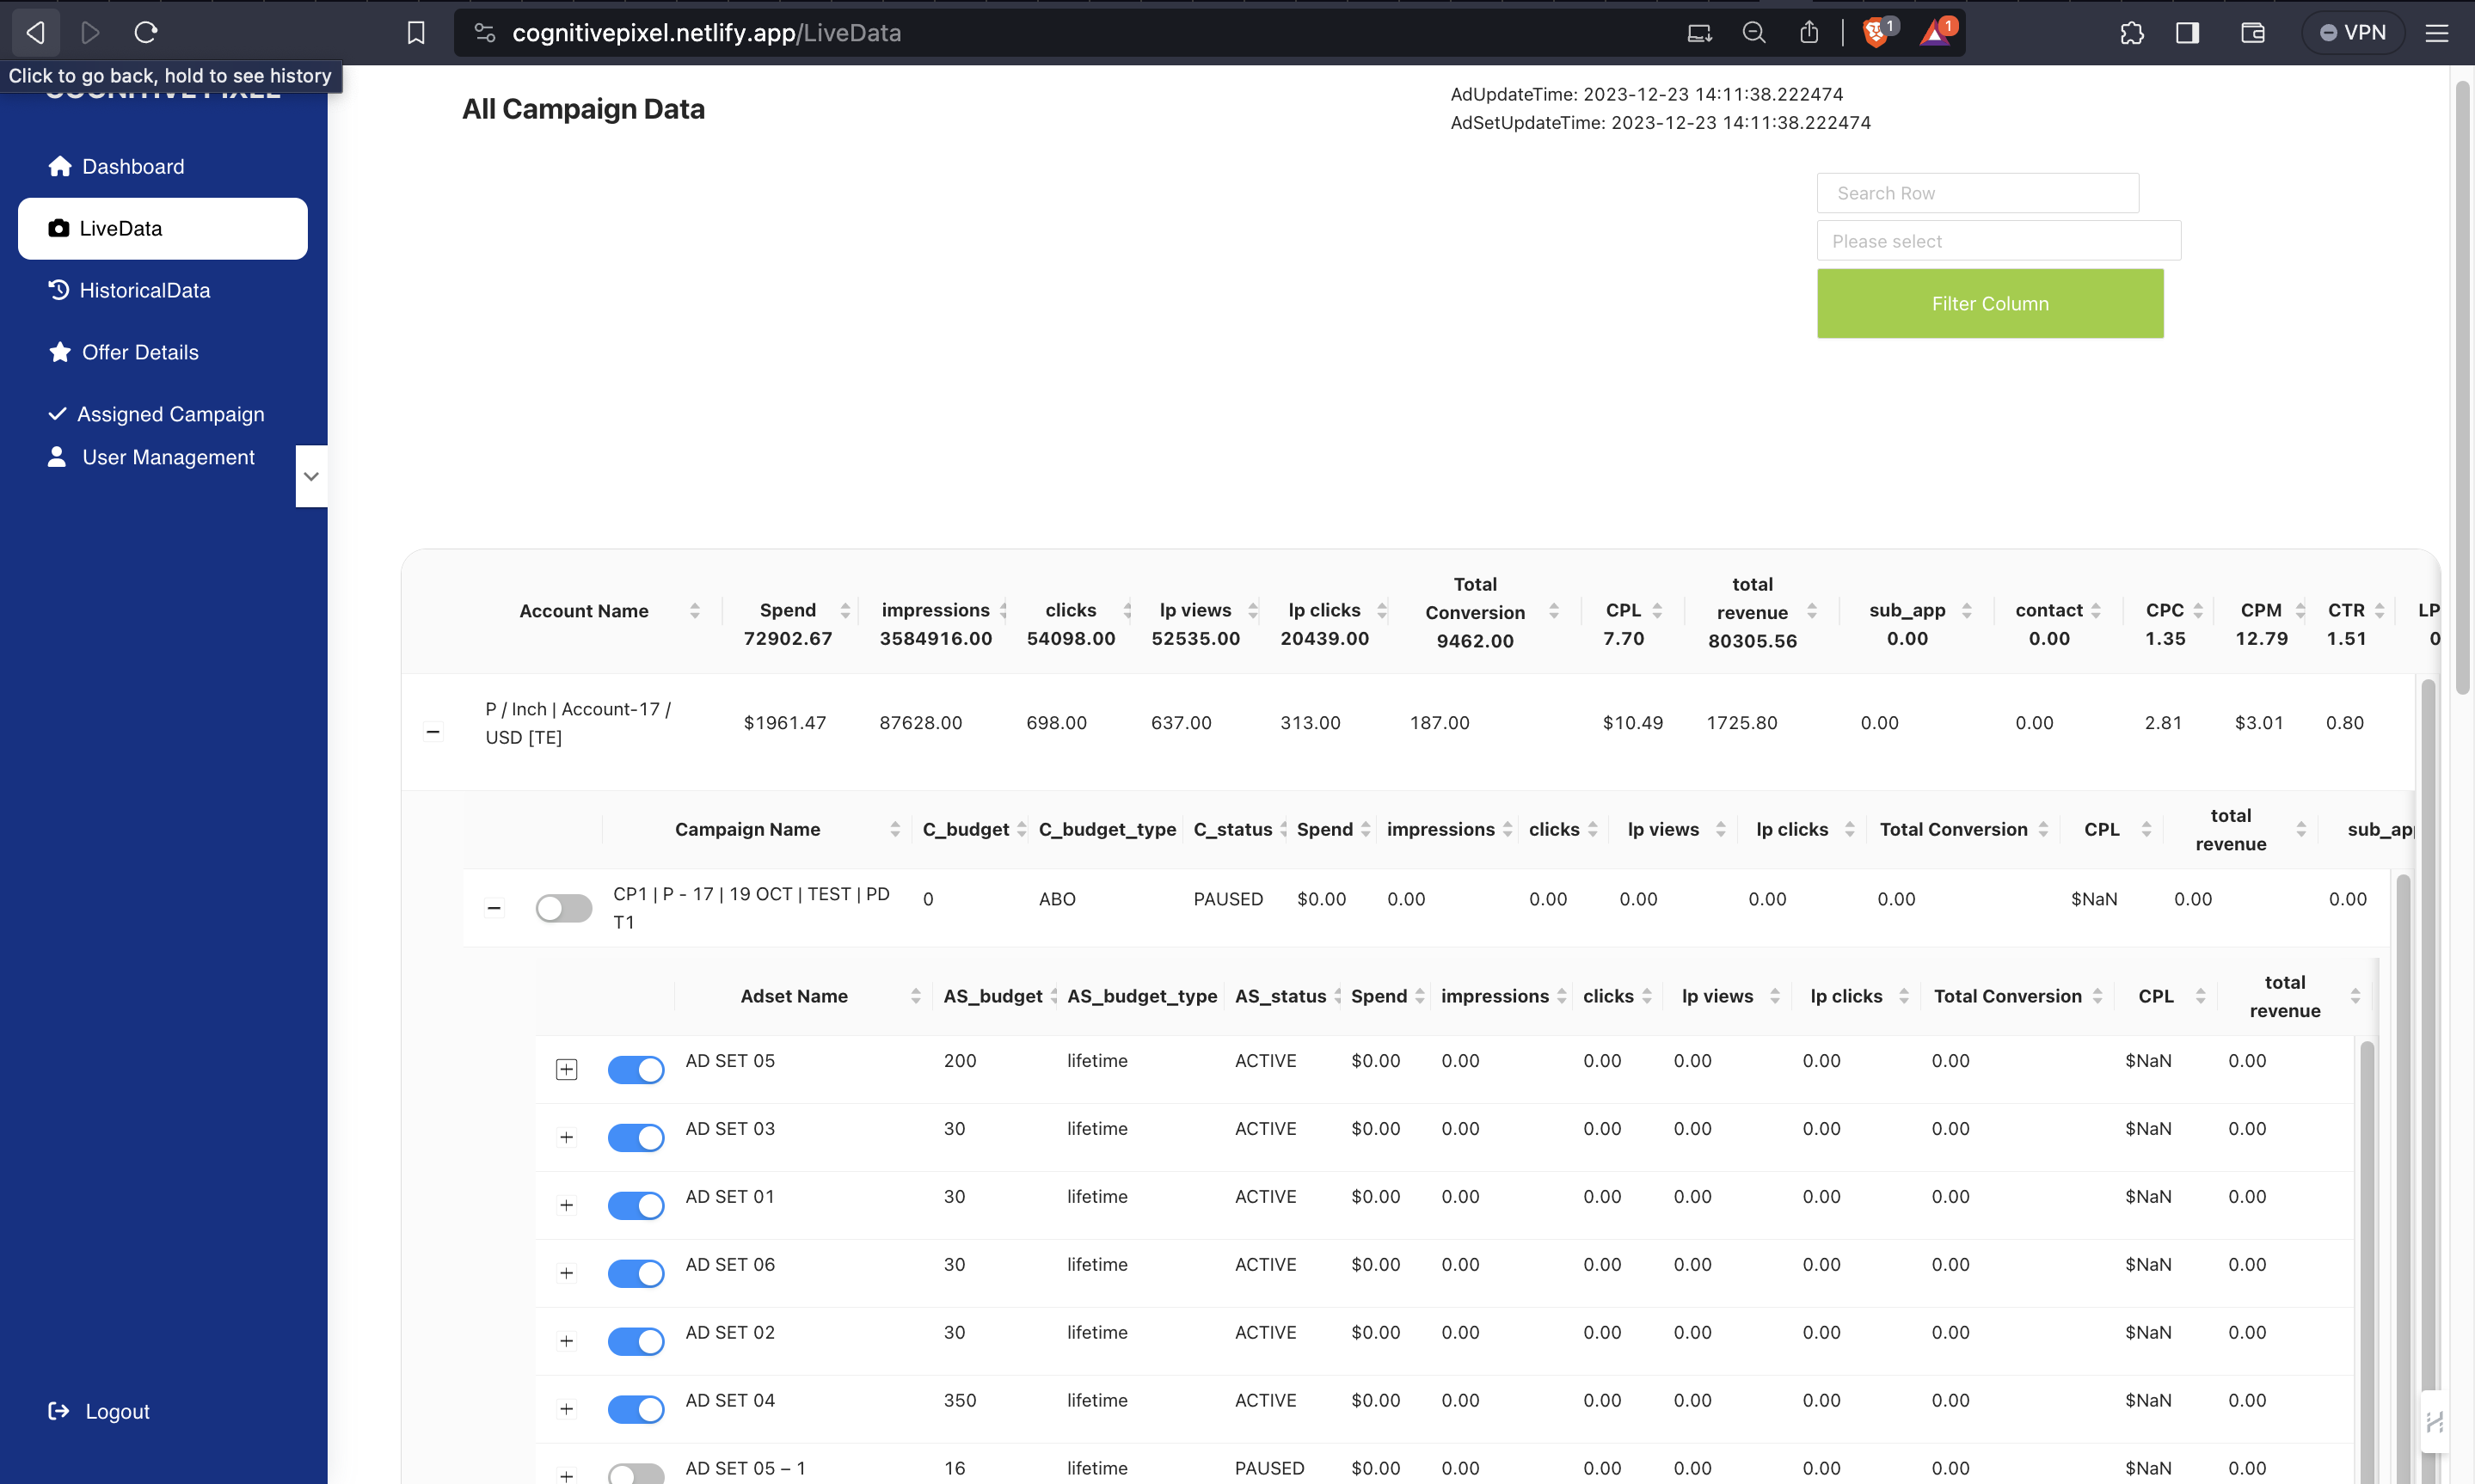 cognitivepixel.netlify.app/LiveData
1
1
VPN
Click to go back, hold to see history
COGNITIVE PIXEL
Dashboard
LiveData
HistoricalData
Offer Details
Assigned Campaign
User Management
Logout
All Campaign Data
AdUpdateTime: 2023-12-23 14:11:38.222474
AdSetUpdateTime: 2023-12-23 14:11:38.222474
Search Row
Please select
Filter Column
Account Name Spend 72902.67 impressions 3584916.00 clicks 54098.00 lp views 52535.00 lp clicks 20439.00 Total Conversion 9462.00 CPL 7.70 total revenue 80305.56 sub_app 0.00 contact 0.00 CPC 1.35 CPM 12.79 CTR 1.51 LP 0
P / Inch | Account-17 / USD [TE] $1961.47 87628.00 698.00 637.00 313.00 187.00 $10.49 1725.80 0.00 0.00 2.81 $3.01 0.80
Campaign Name C_budget C_budget_type C_status Spend impressions clicks lp views lp clicks Total Conversion CPL total revenue sub_app
CP1 | P - 17 | 19 OCT | TEST | PD T1 0 ABO PAUSED $0.00 0.00 0.00 0.00 0.00 0.00 $NaN 0.00 0.00
Adset Name AS_budget AS_budget_type AS_status Spend impressions clicks lp views lp clicks Total Conversion CPL total revenue
AD SET 05 200 lifetime ACTIVE $0.00 0.00 0.00 0.00 0.00 0.00 $NaN 0.00
AD SET 03 30 lifetime ACTIVE $0.00 0.00 0.00 0.00 0.00 0.00 $NaN 0.00
AD SET 01 30 lifetime ACTIVE $0.00 0.00 0.00 0.00 0.00 0.00 $NaN 0.00
AD SET 06 30 lifetime ACTIVE $0.00 0.00 0.00 0.00 0.00 0.00 $NaN 0.00
AD SET 02 30 lifetime ACTIVE $0.00 0.00 0.00 0.00 0.00 0.00 $NaN 0.00
AD SET 04 350 lifetime ACTIVE $0.00 0.00 0.00 0.00 0.00 0.00 $NaN 0.00
AD SET 05 – 1 16 lifetime PAUSED $0.00 0.00 0.00 0.00 0.00 0.00 $NaN 0.00